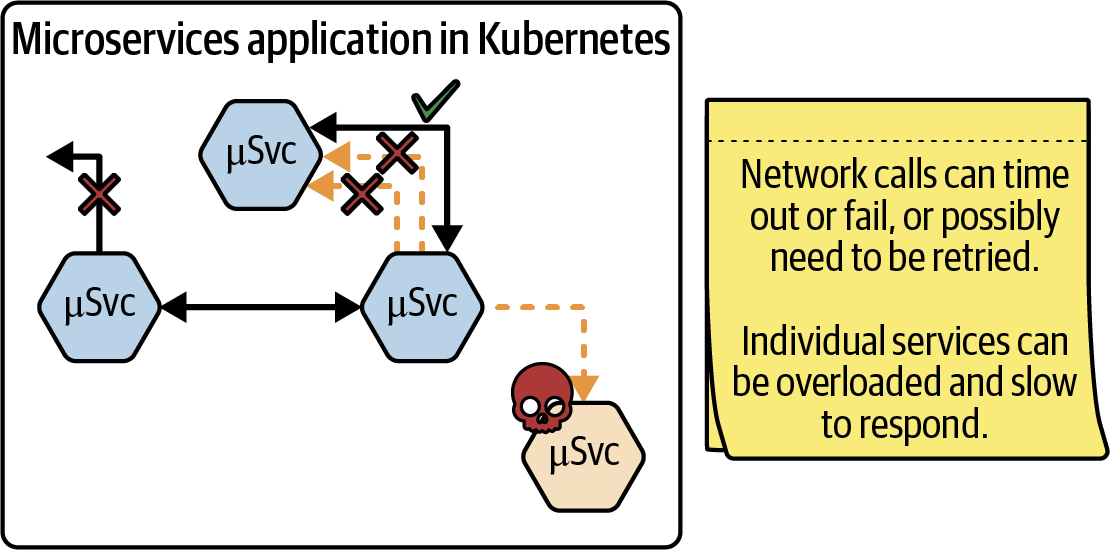 Microservices application in Kubernetes
μSvc
μSvc
μSvc
μSvc
Network calls can time
out or fail, or possibly
need to be retried.
Individual services can
be overloaded and slow
to respond.